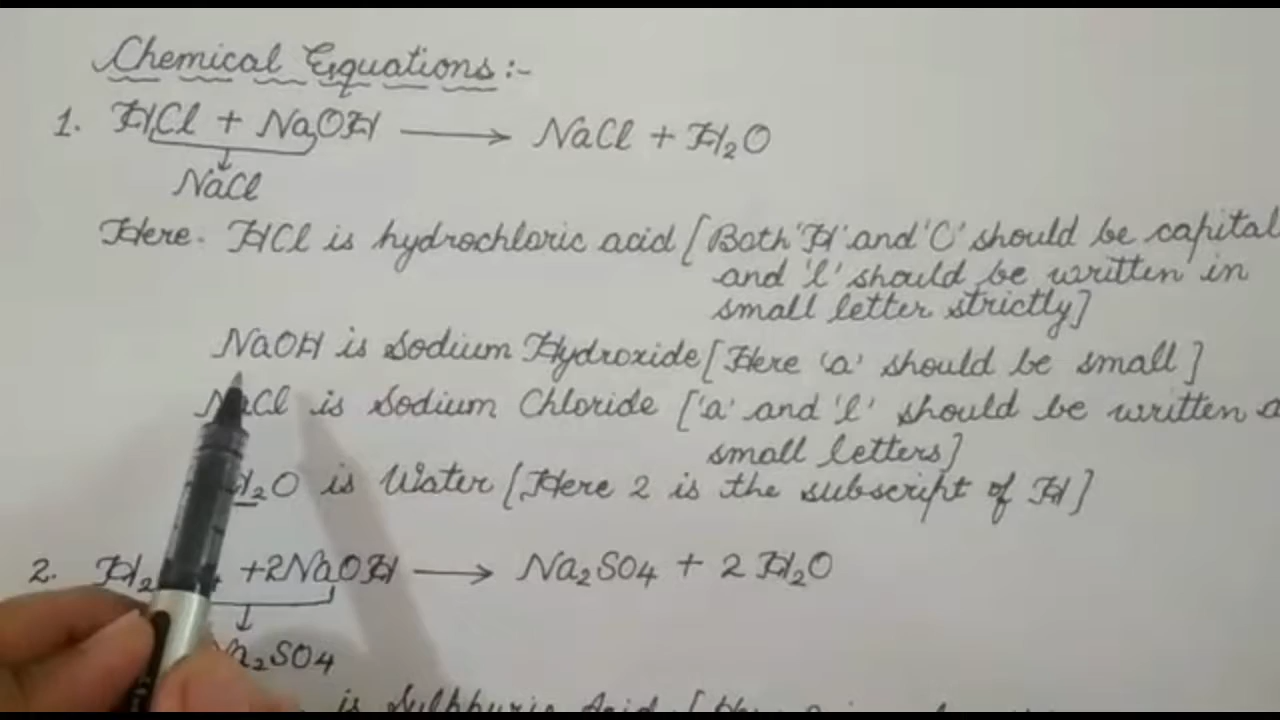 Chemical Equations :-
1. HCl + NaOH ⟶ NaCl + H₂O
↓
NaCl
Here. HCl is hydrochloric acid [Both 'H' and 'C' should be capital
and 'l' should be written in
small letter strictly]
NaOH is Sodium Hydroxide [Here 'a' should be small]
NaCl is Sodium Chloride ['a' and 'l' should be written
small letters]
H₂O is Water [Here 2 is the subscript of H]
2. H₂ +2NaOH ⟶ Na₂SO4 + 2H₂O
↓
Na₂SO4
is Sulphuric Acid [